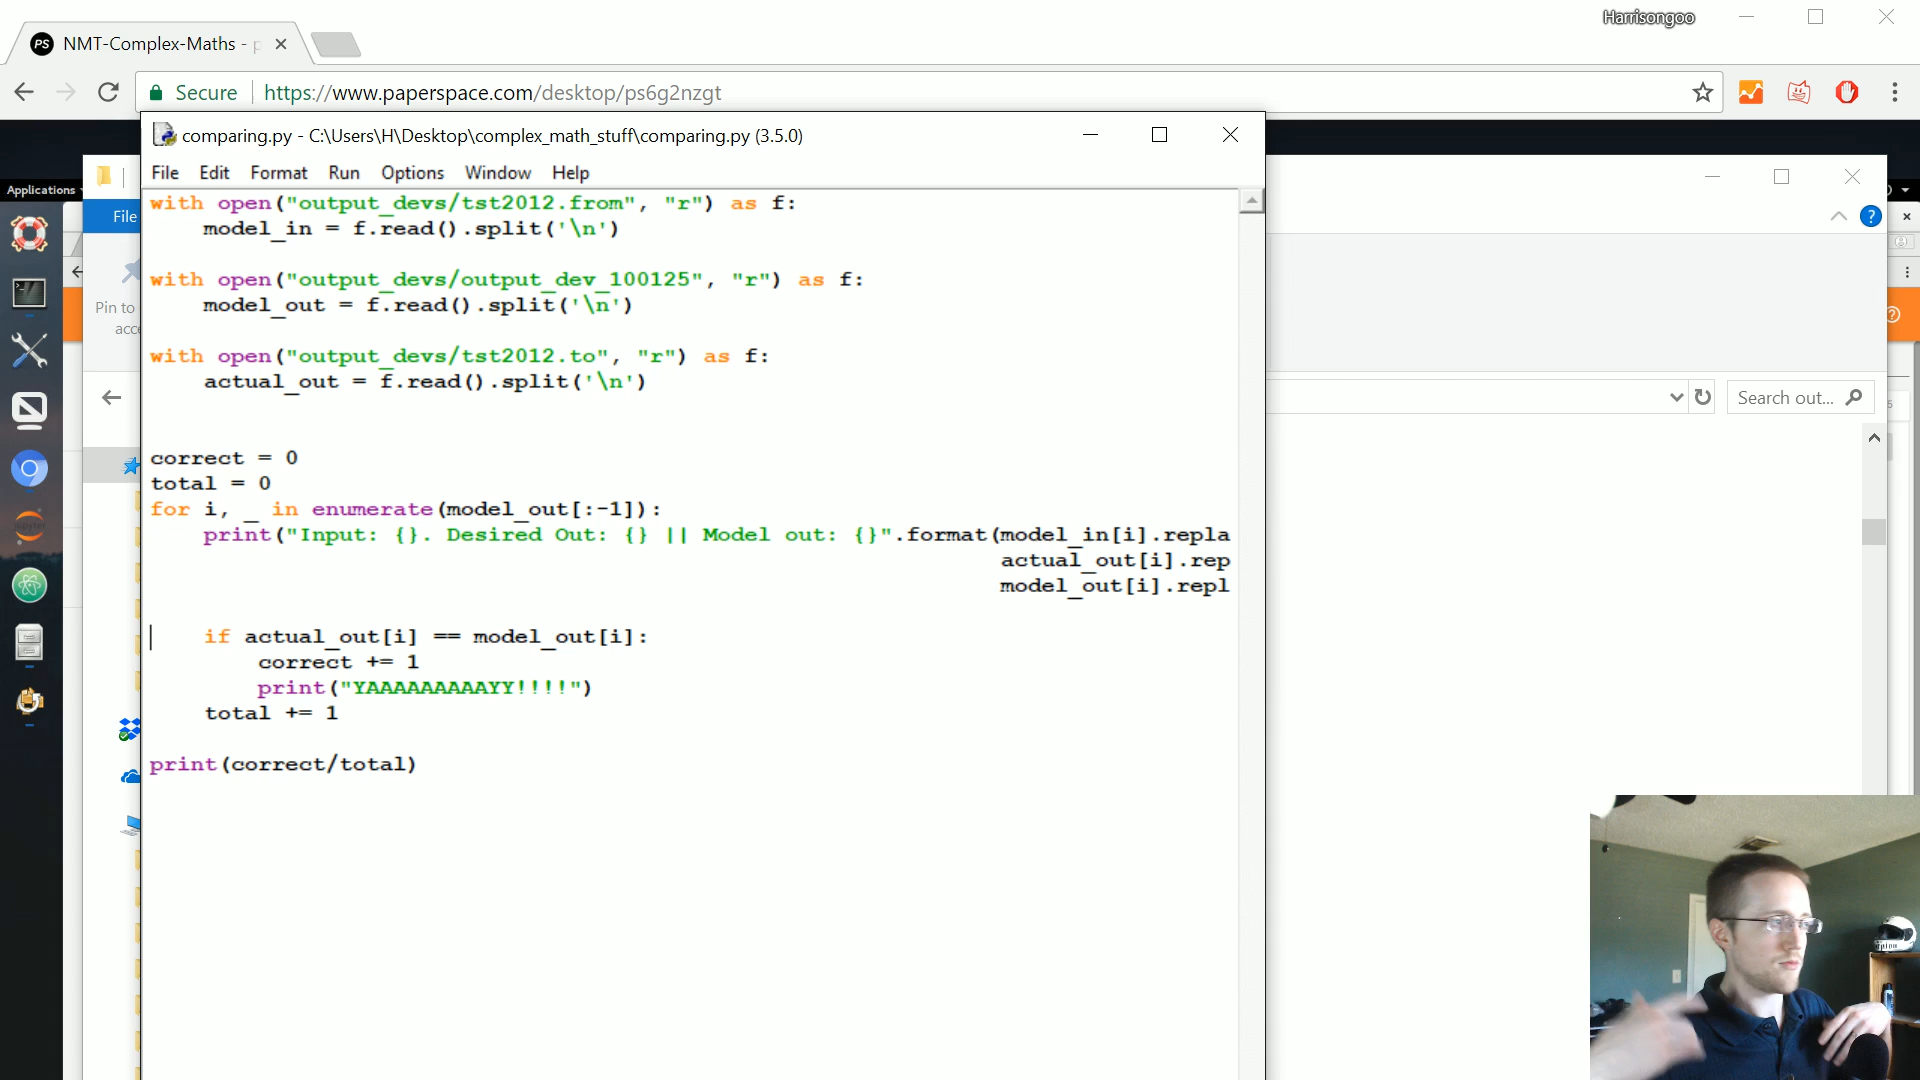 Harrisongoo
NMT-Complex-Maths - p
Secure https://www.paperspace.com/desktop/ps6g2nzgt
comparing.py - C:\Users\H\Desktop\complex_math_stuff\comparing.py (3.5.0)
File Edit Format Run Options Window Help
Applications
File
Pin to
acc
Search out...
with open("output_devs/tst2012.from", "r") as f:
    model_in = f.read().split('\n')
with open("output_devs/output_dev_100125", "r") as f:
    model_out = f.read().split('\n')
with open("output_devs/tst2012.to", "r") as f:
    actual_out = f.read().split('\n')
correct = 0
total = 0
for i, _ in enumerate(model_out[:-1]):
    print("Input: {}. Desired Out: {} || Model out: {}".format(model_in[i].repla
actual_out[i].rep
model_out[i].repl
    if actual_out[i] == model_out[i]:
        correct += 1
        print("YAAAAAAAAAYY!!!!")
    total += 1
print(correct/total)